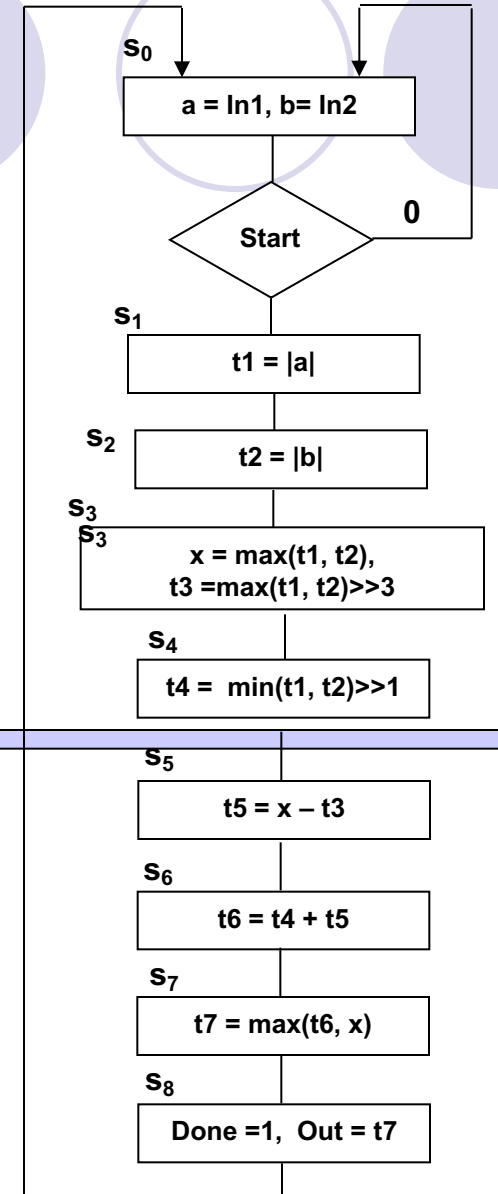 s0
a = In1, b= In2
Start
0
s1
t1 = |a|
s2
t2 = |b|
s3
s3
x = max(t1, t2),
t3 =max(t1, t2)>>3
s4
t4 = min(t1, t2)>>1
s5
t5 = x – t3
s6
t6 = t4 + t5
s7
t7 = max(t6, x)
s8
Done =1, Out = t7